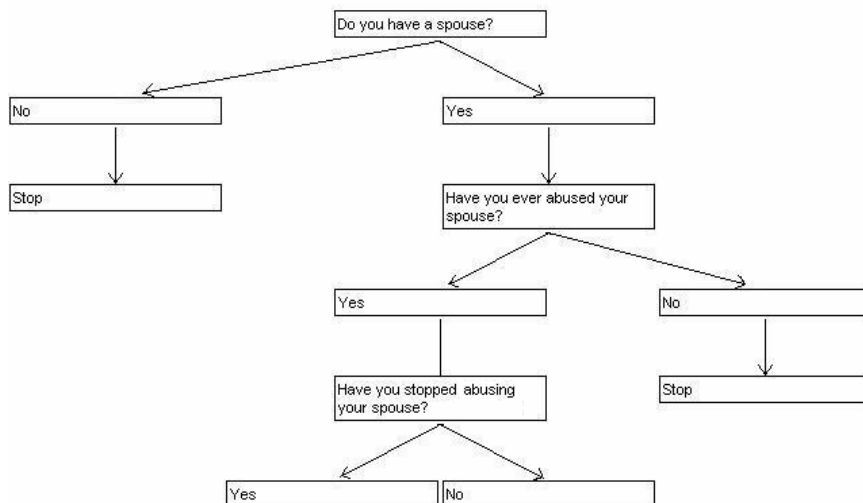 Do you have a spouse?
No
Yes
Stop
Have you ever abused your
spouse?
Yes
No
Have you stopped abusing
your spouse?
Stop
Yes
No